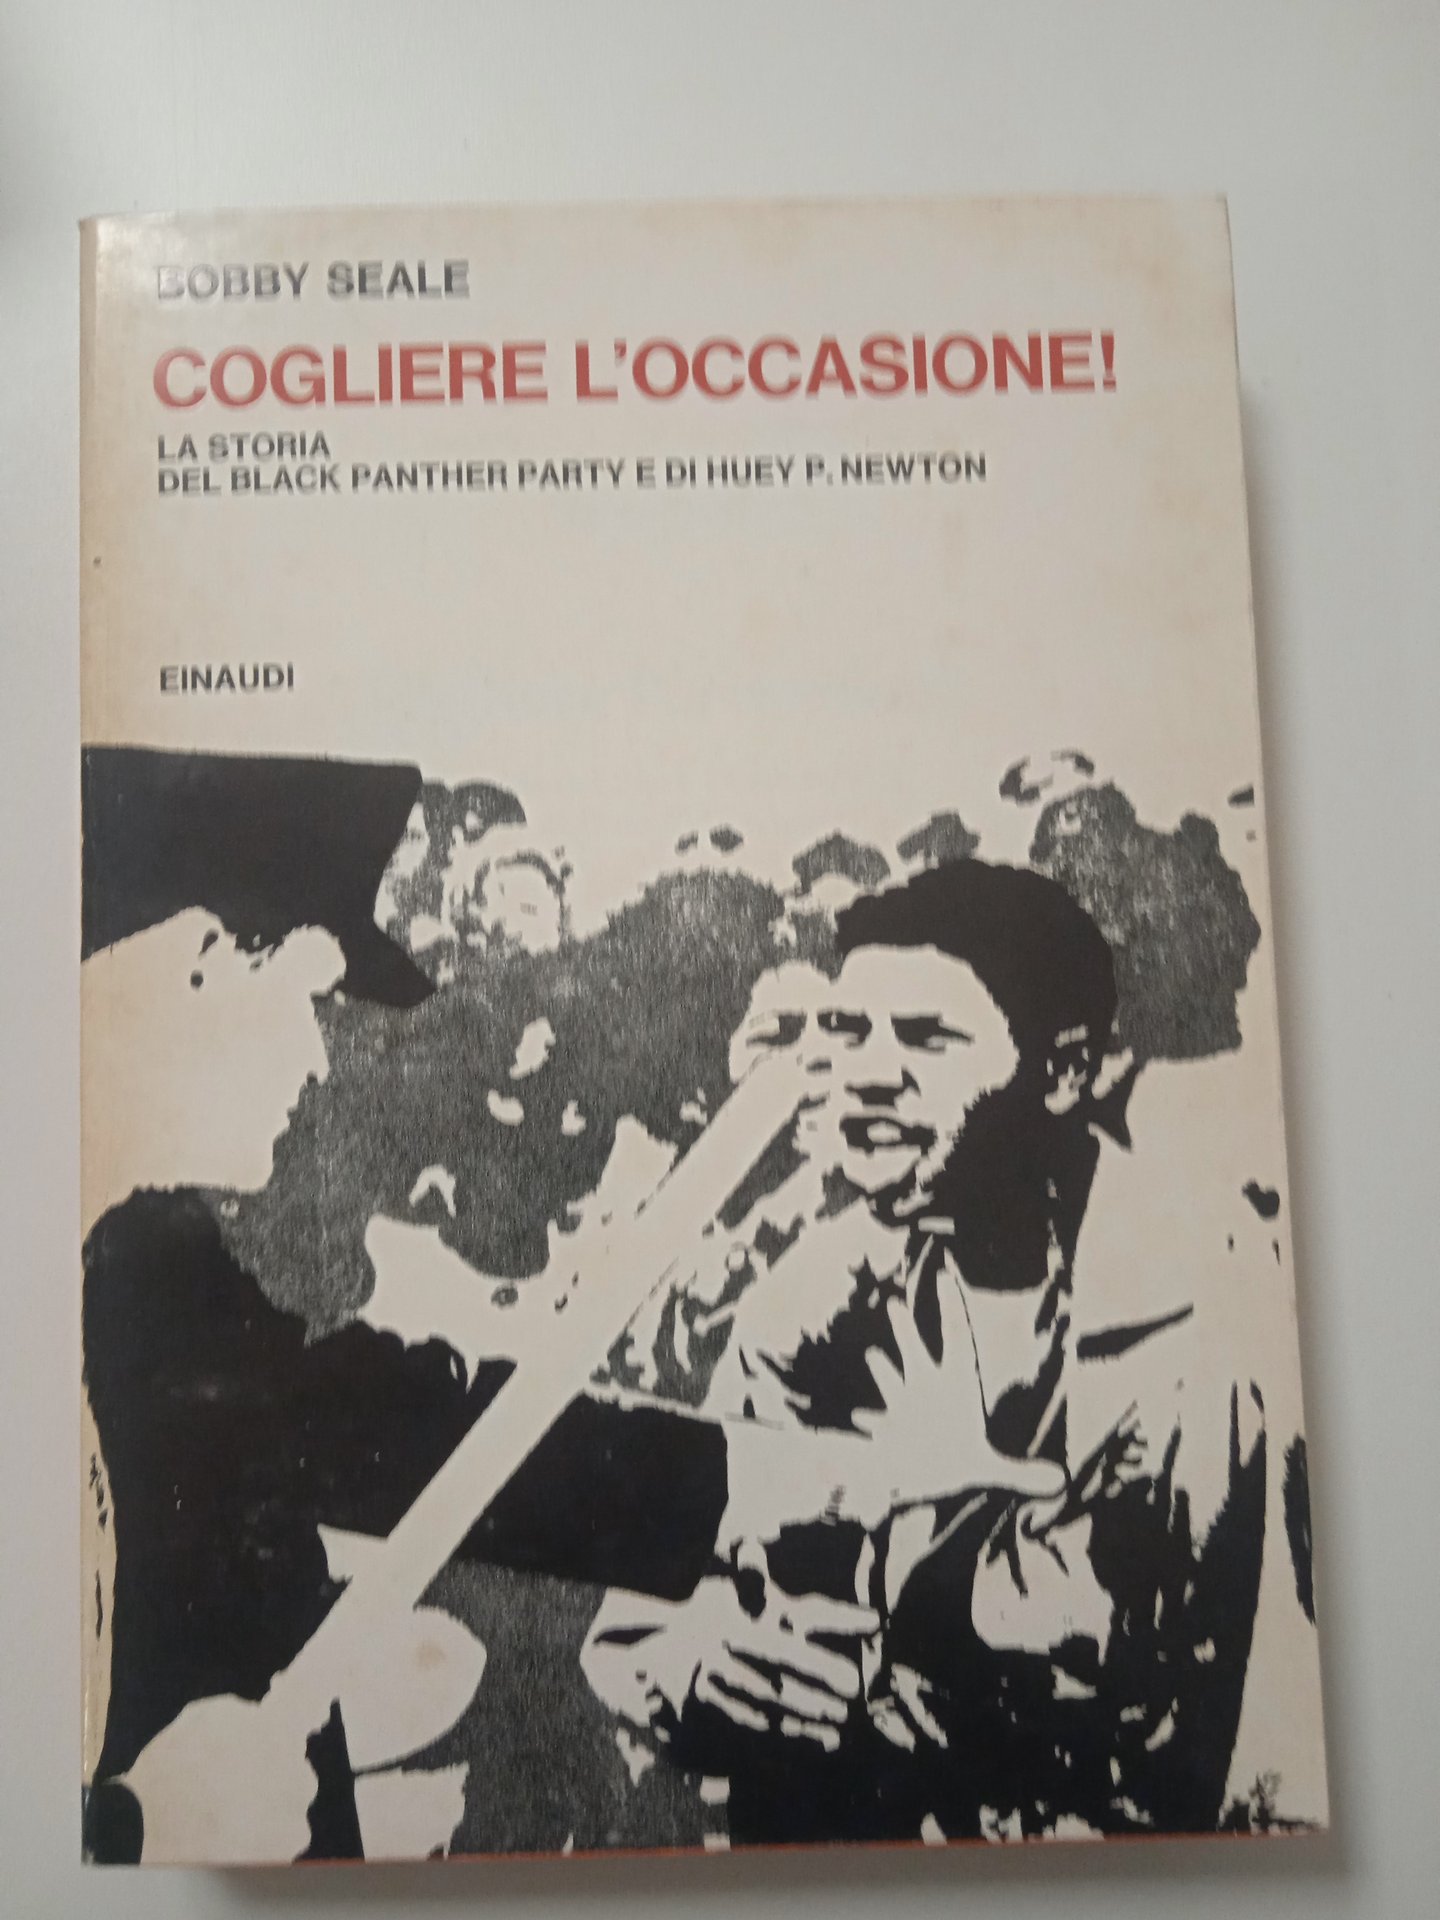 BOBBY SEALE
COGLIERE L'OCCASIONE!
LA STORIA
DEL BLACK PANTHER PARTY E DI HUEY P. NEWTON
EINAUDI